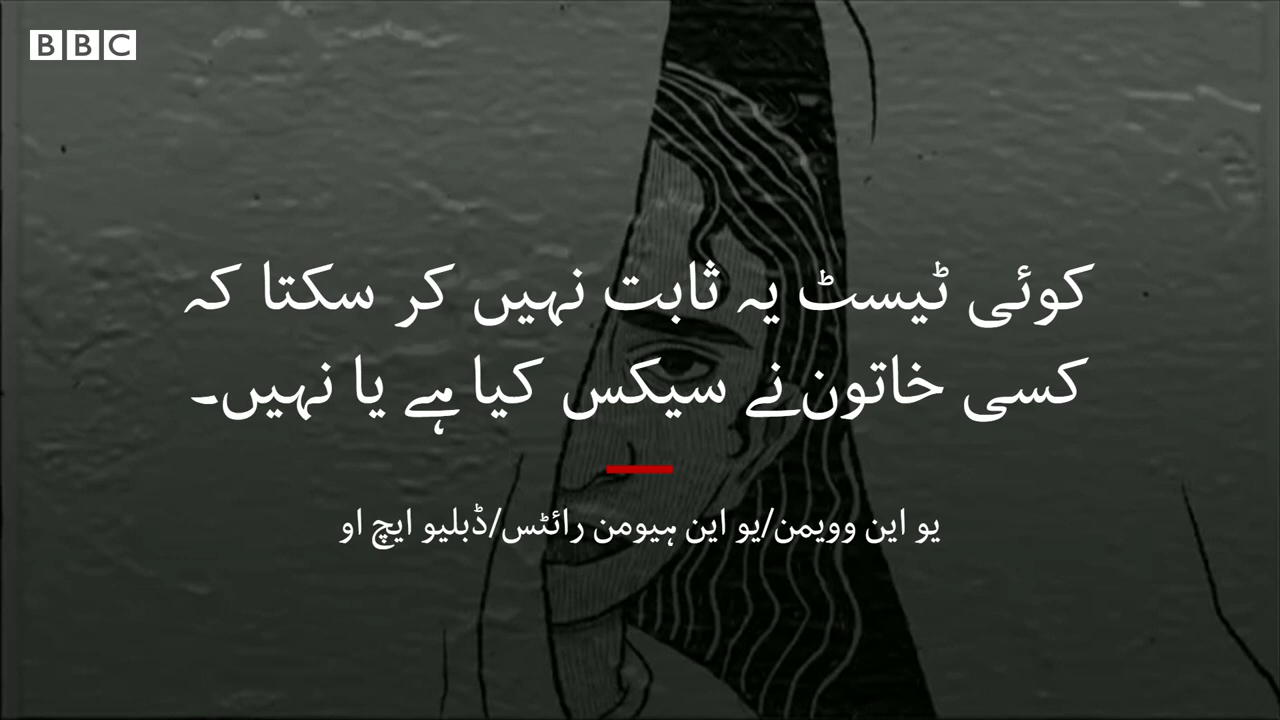 BBC
کوئی ٹیسٹ یہ ثابت نہیں کر سکتا کہ
کسی خاتون نے سیکس کیا ہے یا نہیں۔
یو این وویمن/یو این ہیومن رائٹس/ڈبلیو ایچ او